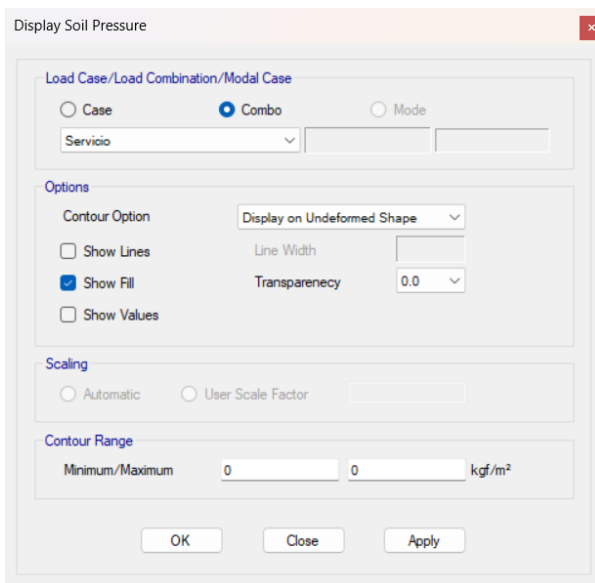 Display Soil Pressure
Load Case/Load Combination/Modal Case
Case Combo Mode
Servicio
Options
Contour Option Display on Undeformed Shape
Show Lines Line Width
Show Fill Transparenecy 0.0
Show Values
Scaling
Automatic User Scale Factor
Contour Range
Minimum/Maximum 0 0 kgf/m²
OK Close Apply